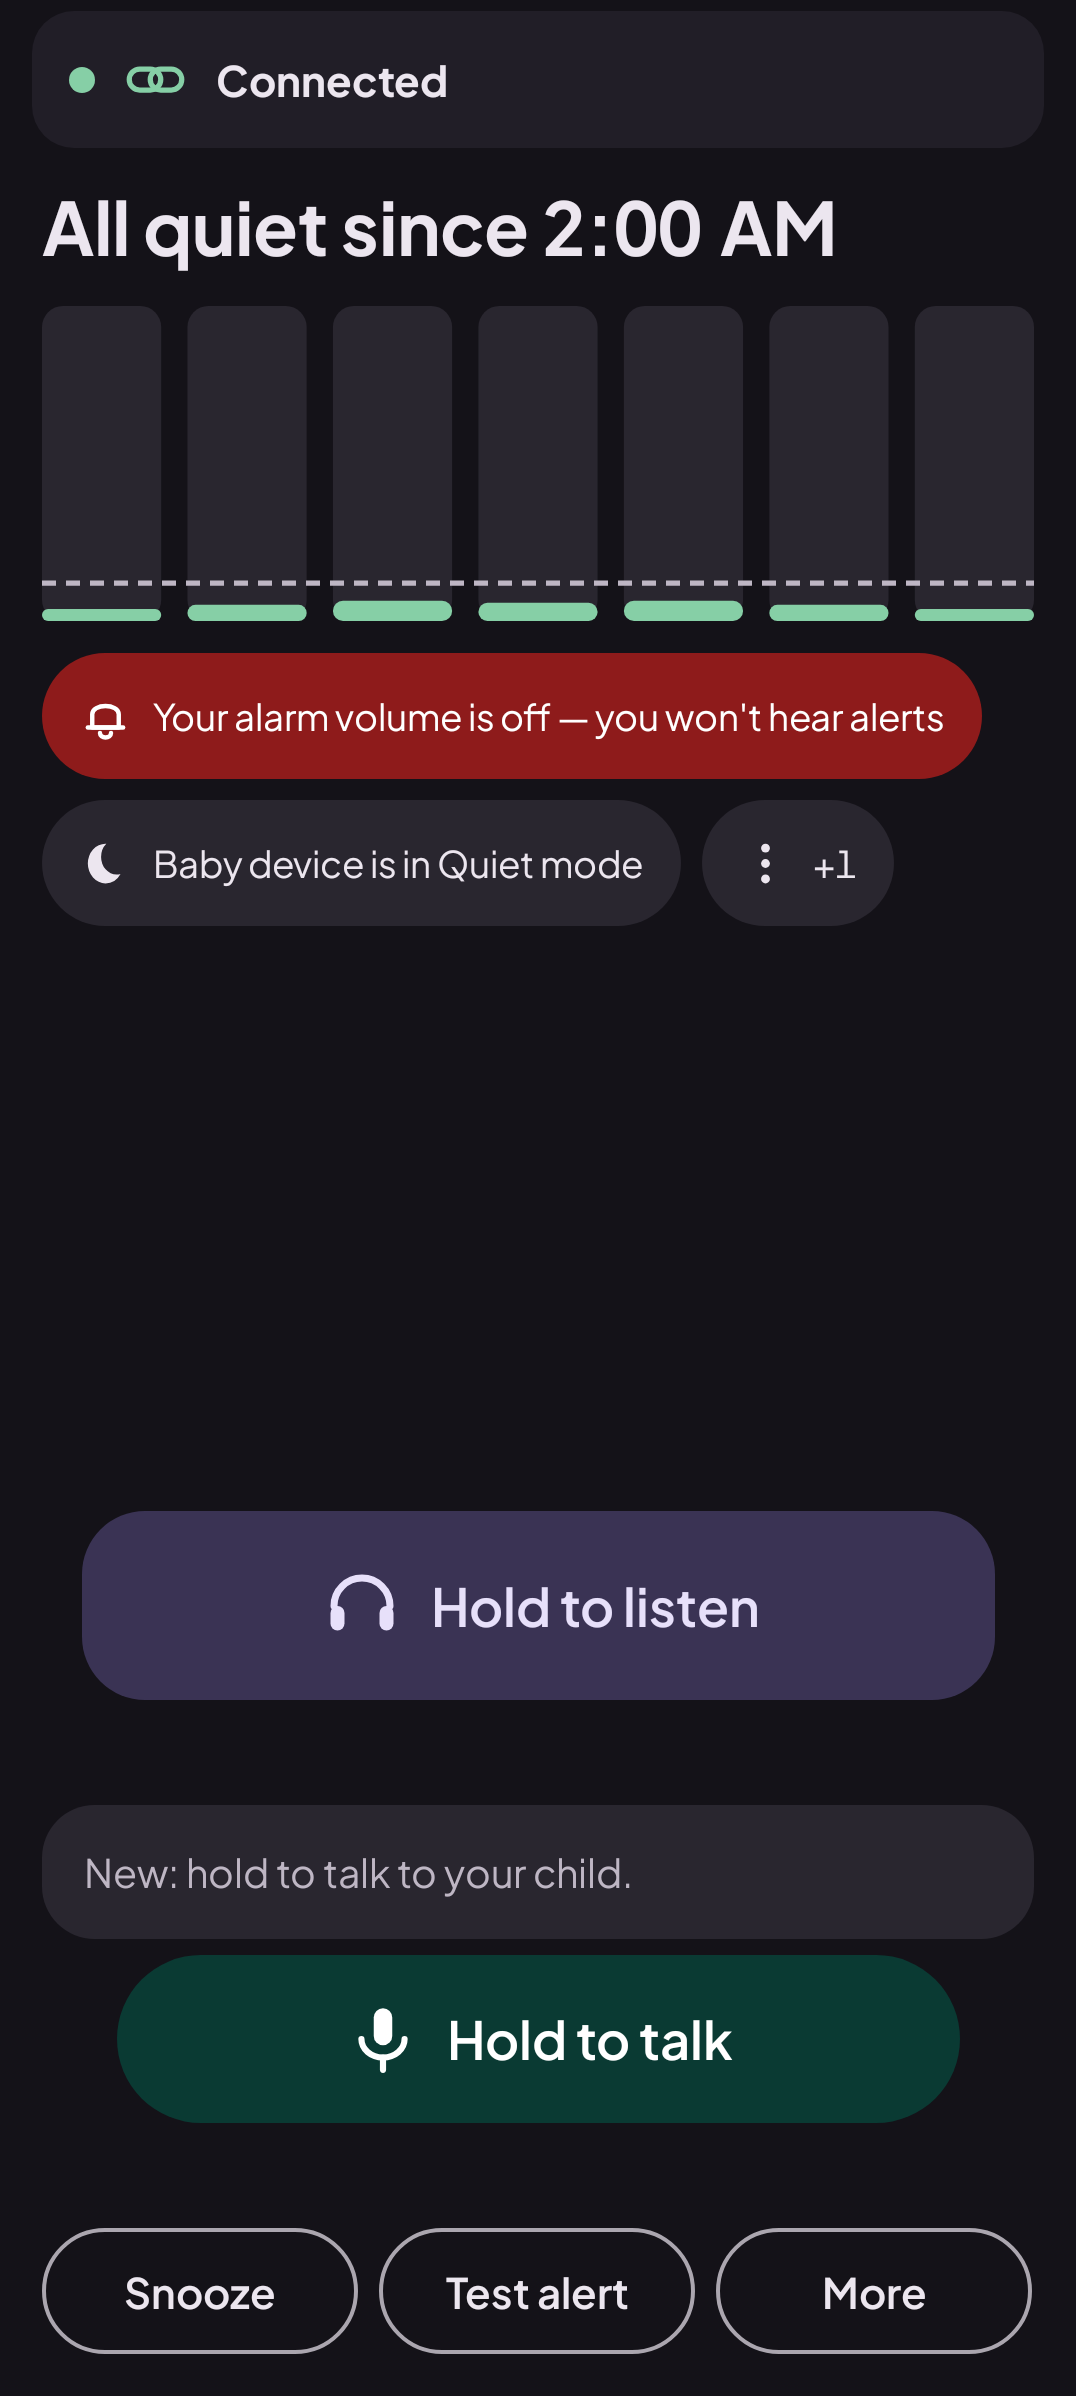 Connected
All quiet since 2:00 AM
Your alarm volume is off — you won't hear alerts
Baby device is in Quiet mode
+1
Hold to listen
New: hold to talk to your child.
Hold to talk
Snooze
Test alert
More